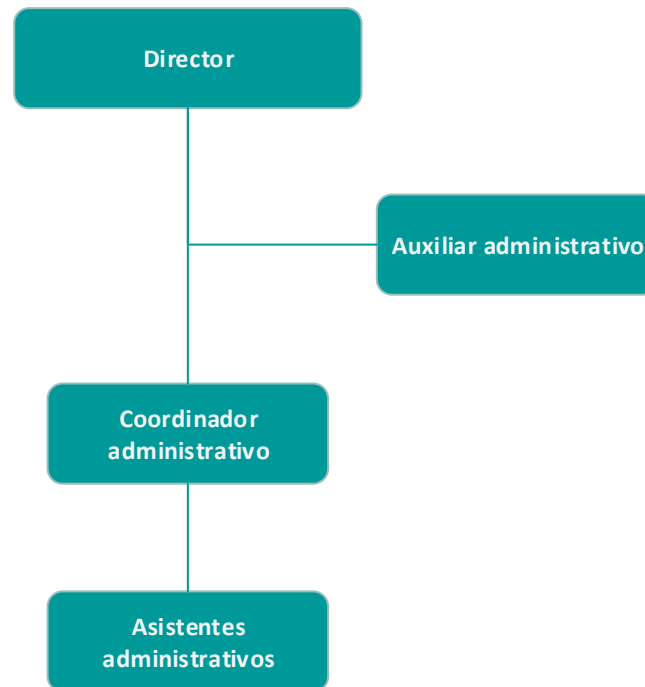 Director
Auxiliar administrativo
Coordinador
administrativo
Asistentes
administrativos